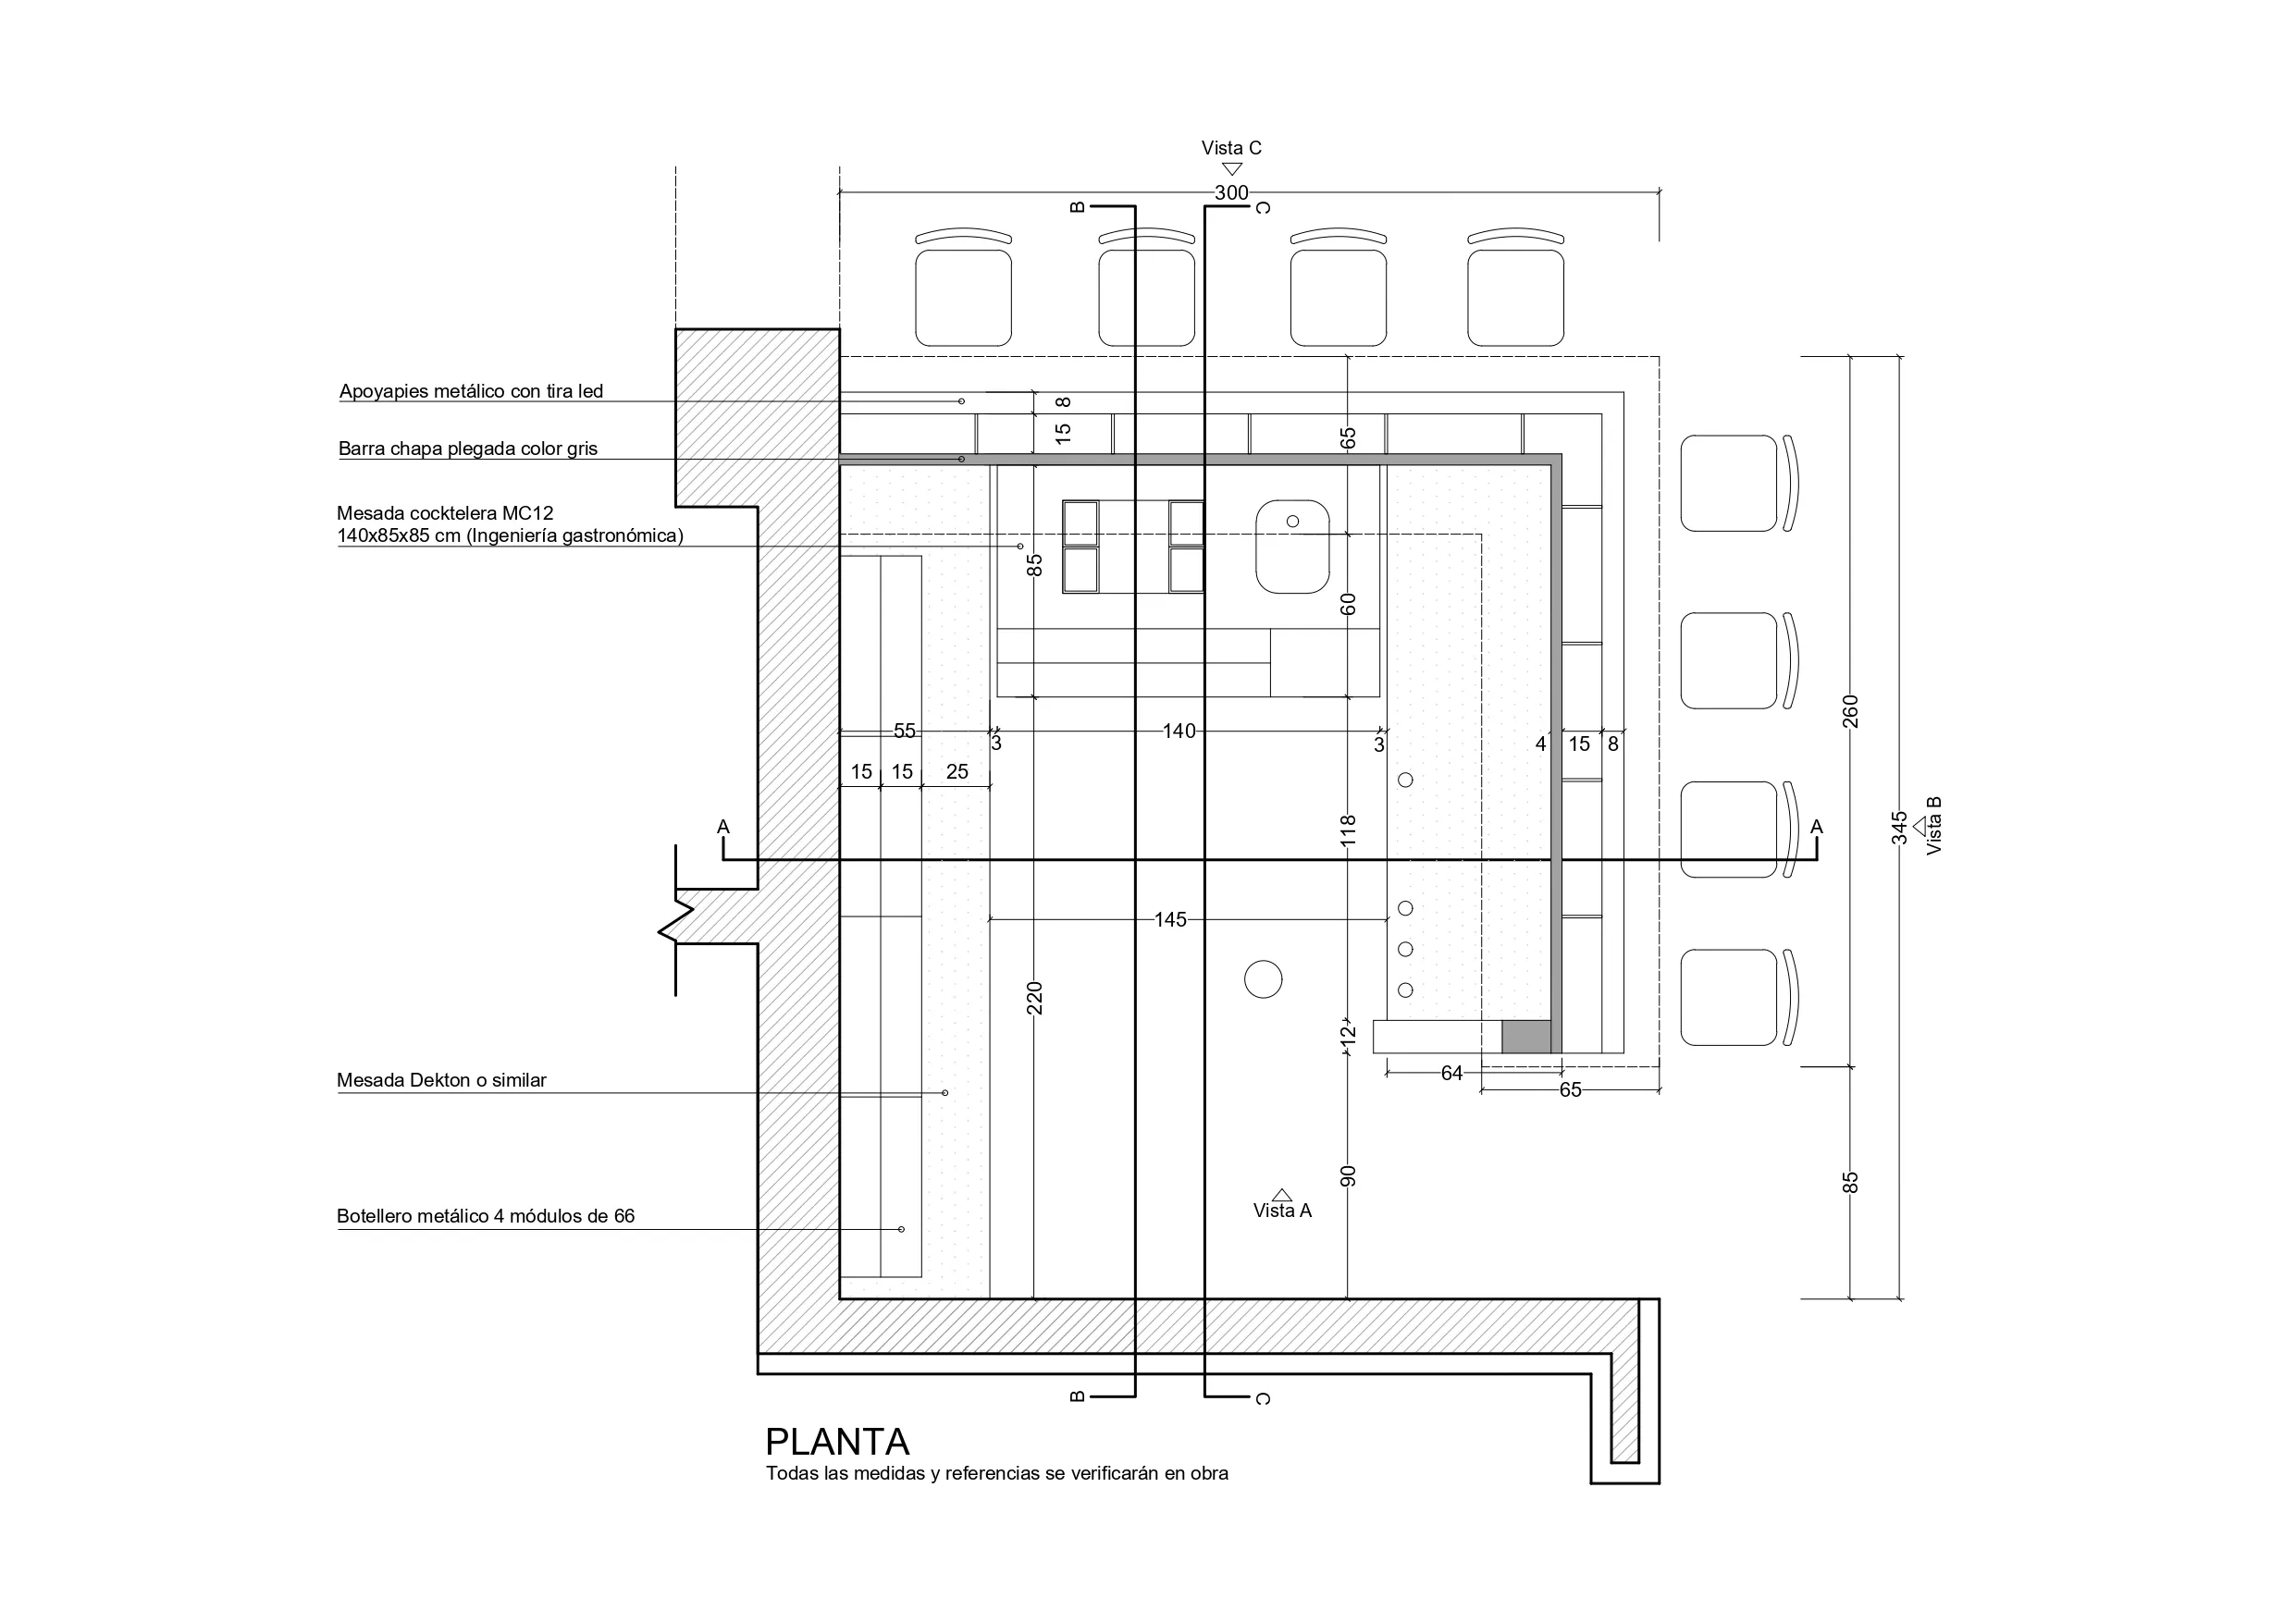 Vista C
300
B
C
Apoyapies metálico con tira led
8
Barra chapa plegada color gris
15
65
Mesada cocktelera MC12
140x85x85 cm (Ingeniería gastronómica)
85
60
260
55
3
140
3
4
15
8
15
15
25
A
118
A
345
Vista B
145
220
12
64
65
Mesada Dekton o similar
90
85
Vista A
Botellero metálico 4 módulos de 66
B
C
PLANTA
Todas las medidas y referencias se verificarán en obra